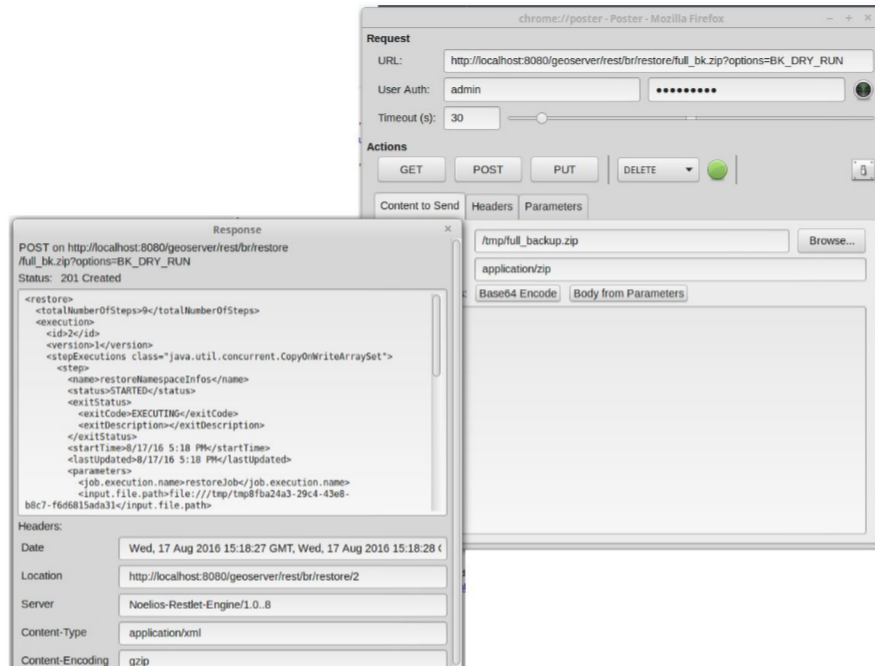 chrome://poster - Poster - Mozilla Firefox
Request
URL: http://localhost:8080/geoserver/rest/br/restore/full_bk.zip?options=BK_DRY_RUN
User Auth: admin •••••••••
Timeout (s): 30
Actions
GET POST PUT DELETE
Content to Send Headers Parameters
/tmp/full_backup.zip Browse...
application/zip
Base64 Encode Body from Parameters
Response
POST on http://localhost:8080/geoserver/rest/br/restore
/full_bk.zip?options=BK_DRY_RUN
Status: 201 Created
<restore>
<totalNumberOfSteps>9</totalNumberOfSteps>
<execution>
<id>2</id>
<version>1</version>
<stepExecutions class="java.util.concurrent.CopyOnWriteArraySet">
<step>
<name>restoreNamespaceInfos</name>
<status>STARTED</status>
<exitStatus>
<exitCode>EXECUTING</exitCode>
<exitDescription></exitDescription>
</exitStatus>
<startTime>8/17/16 5:18 PM</startTime>
<lastUpdated>8/17/16 5:18 PM</lastUpdated>
<parameters>
<job.execution.name>restoreJob</job.execution.name>
<input.file.path>file:///tmp/tmp8fba24a3-29c4-43e8-
b8c7-f6d6815ada31</input.file.path>
Headers:
Date Wed, 17 Aug 2016 15:18:27 GMT, Wed, 17 Aug 2016 15:18:28
Location http://localhost:8080/geoserver/rest/br/restore/2
Server Noelios-Restlet-Engine/1.0..8
Content-Type application/xml
Content-Encoding gzip